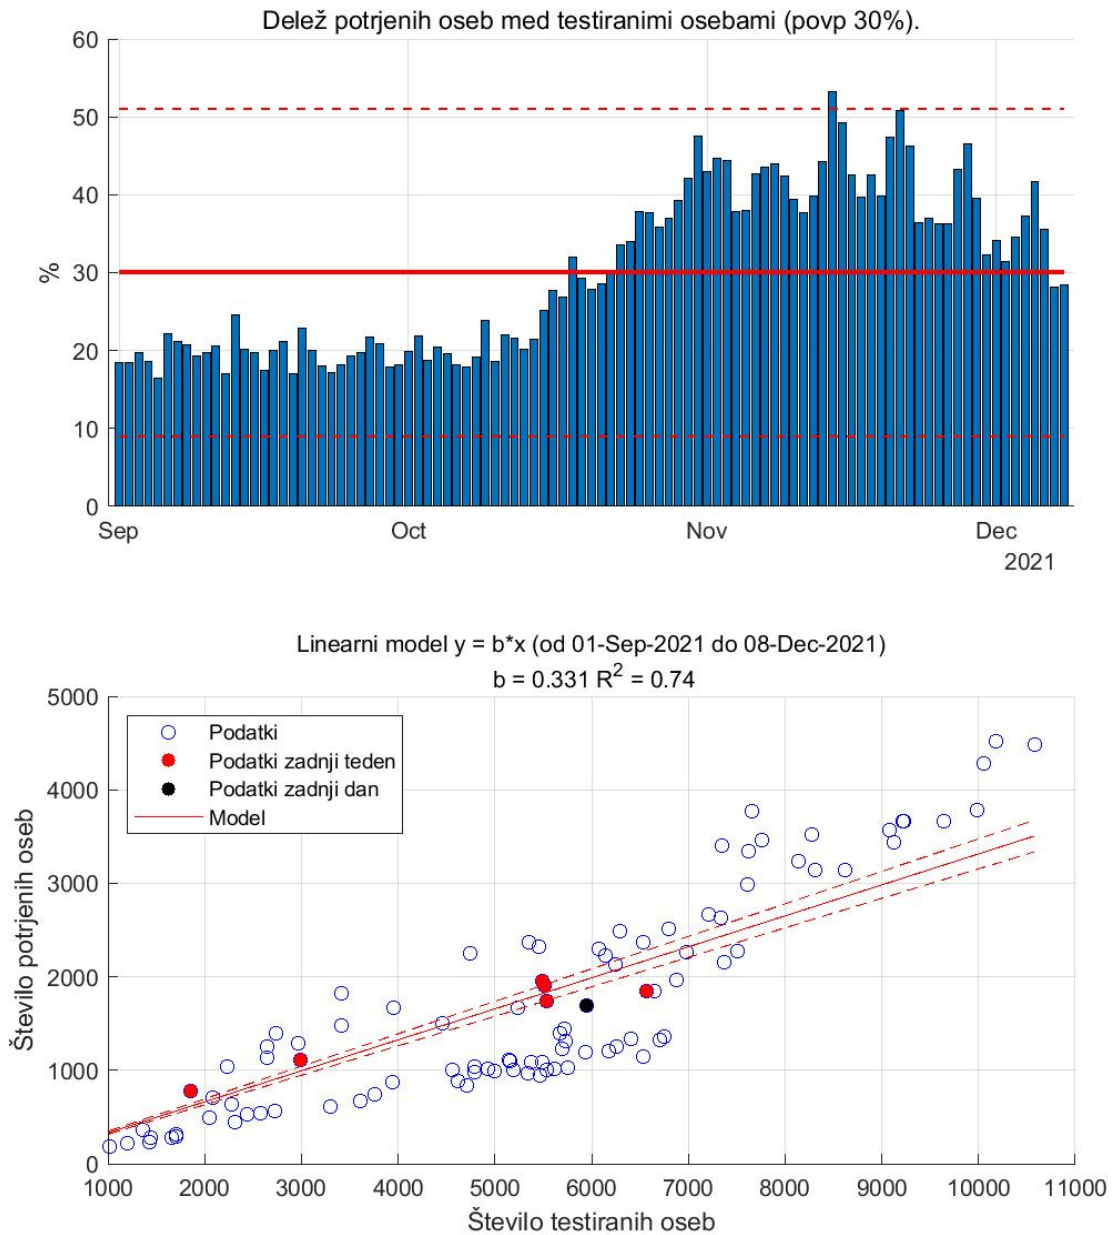 Delež potrjenih oseb med testiranimi osebami (povp 30%).
60
50
40
30
20
10
0
%
Sep Oct Nov Dec
2021
Linearni model y = b*x (od 01-Sep-2021 do 08-Dec-2021)
b = 0.331 R² = 0.74
5000
4000
3000
2000
1000
0
Število potrjenih oseb
Podatki
Podatki zadnji teden
Podatki zadnji dan
Model
1000 2000 3000 4000 5000 6000 7000 8000 9000 10000 11000
Število testiranih oseb